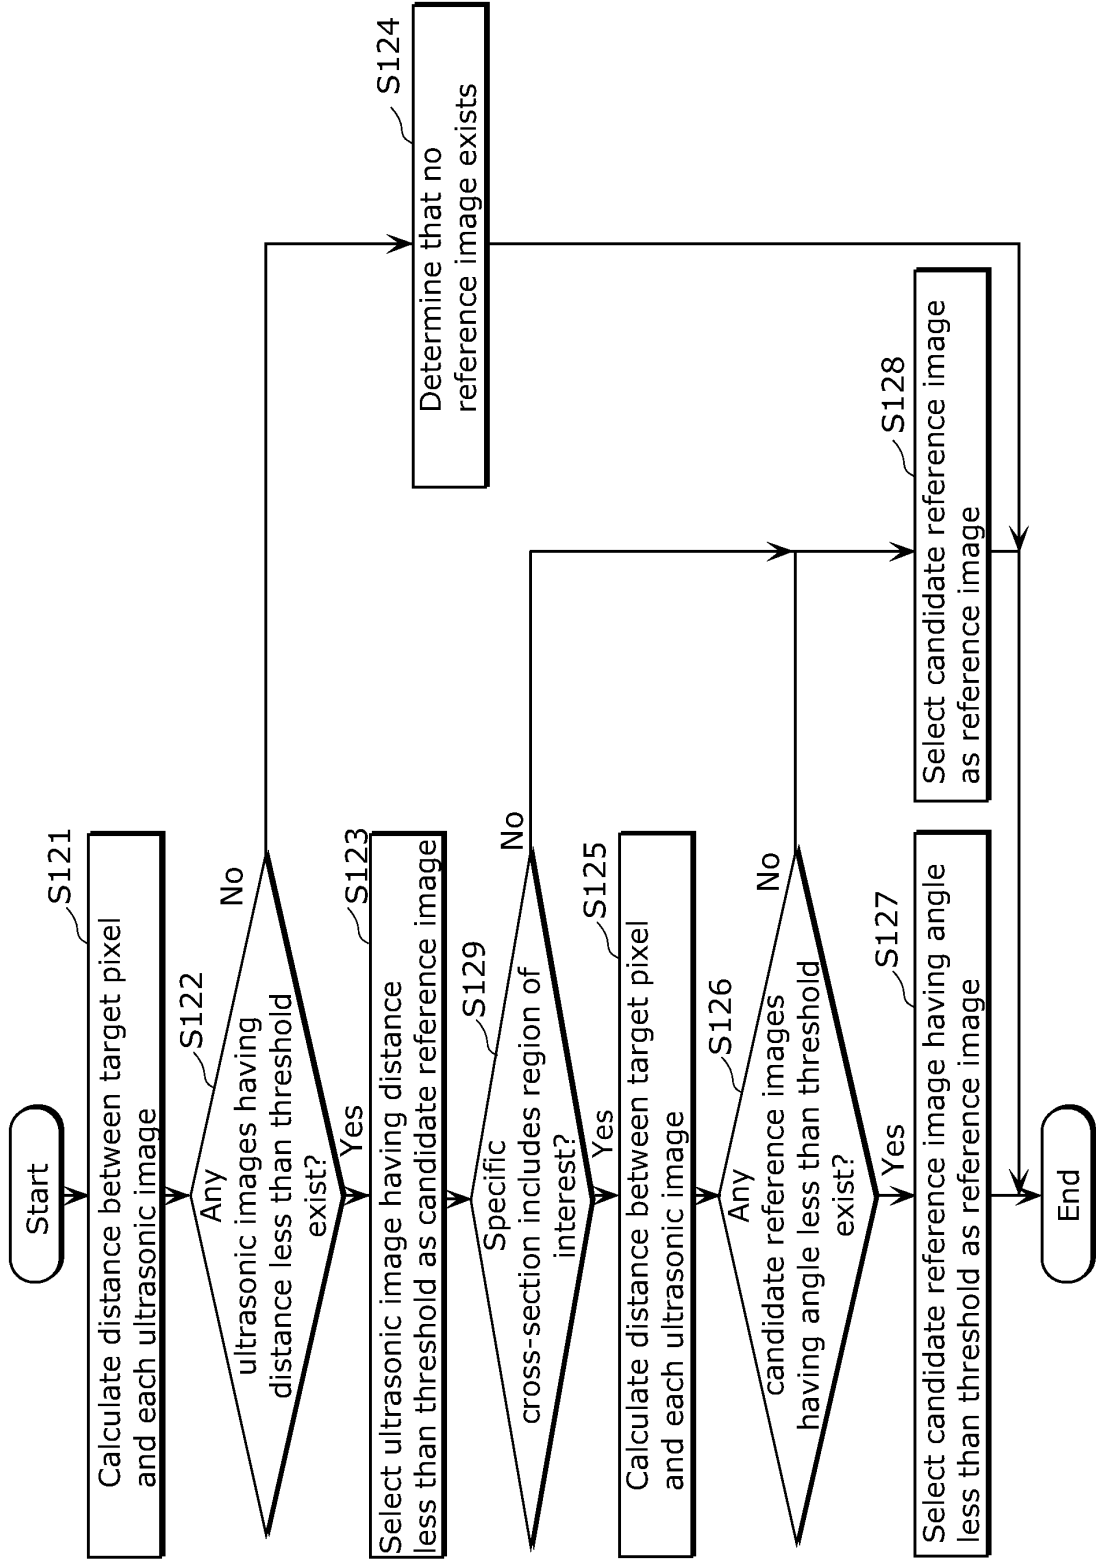 Start
S121
Calculate distance between target pixel
and each ultrasonic image
S122
Any
ultrasonic images having
distance less than threshold
exist?
No
Yes
S123
Select ultrasonic image having distance
less than threshold as candidate reference image
S124
Determine that no
reference image exists
S129
Specific
cross-section includes region of
interest?
No
Yes
S125
Calculate distance between target pixel
and each ultrasonic image
S126
Any
candidate reference images
having angle less than threshold
exist?
No
Yes
S127
Select candidate reference image having angle
less than threshold as reference image
S128
Select candidate reference image
as reference image
End